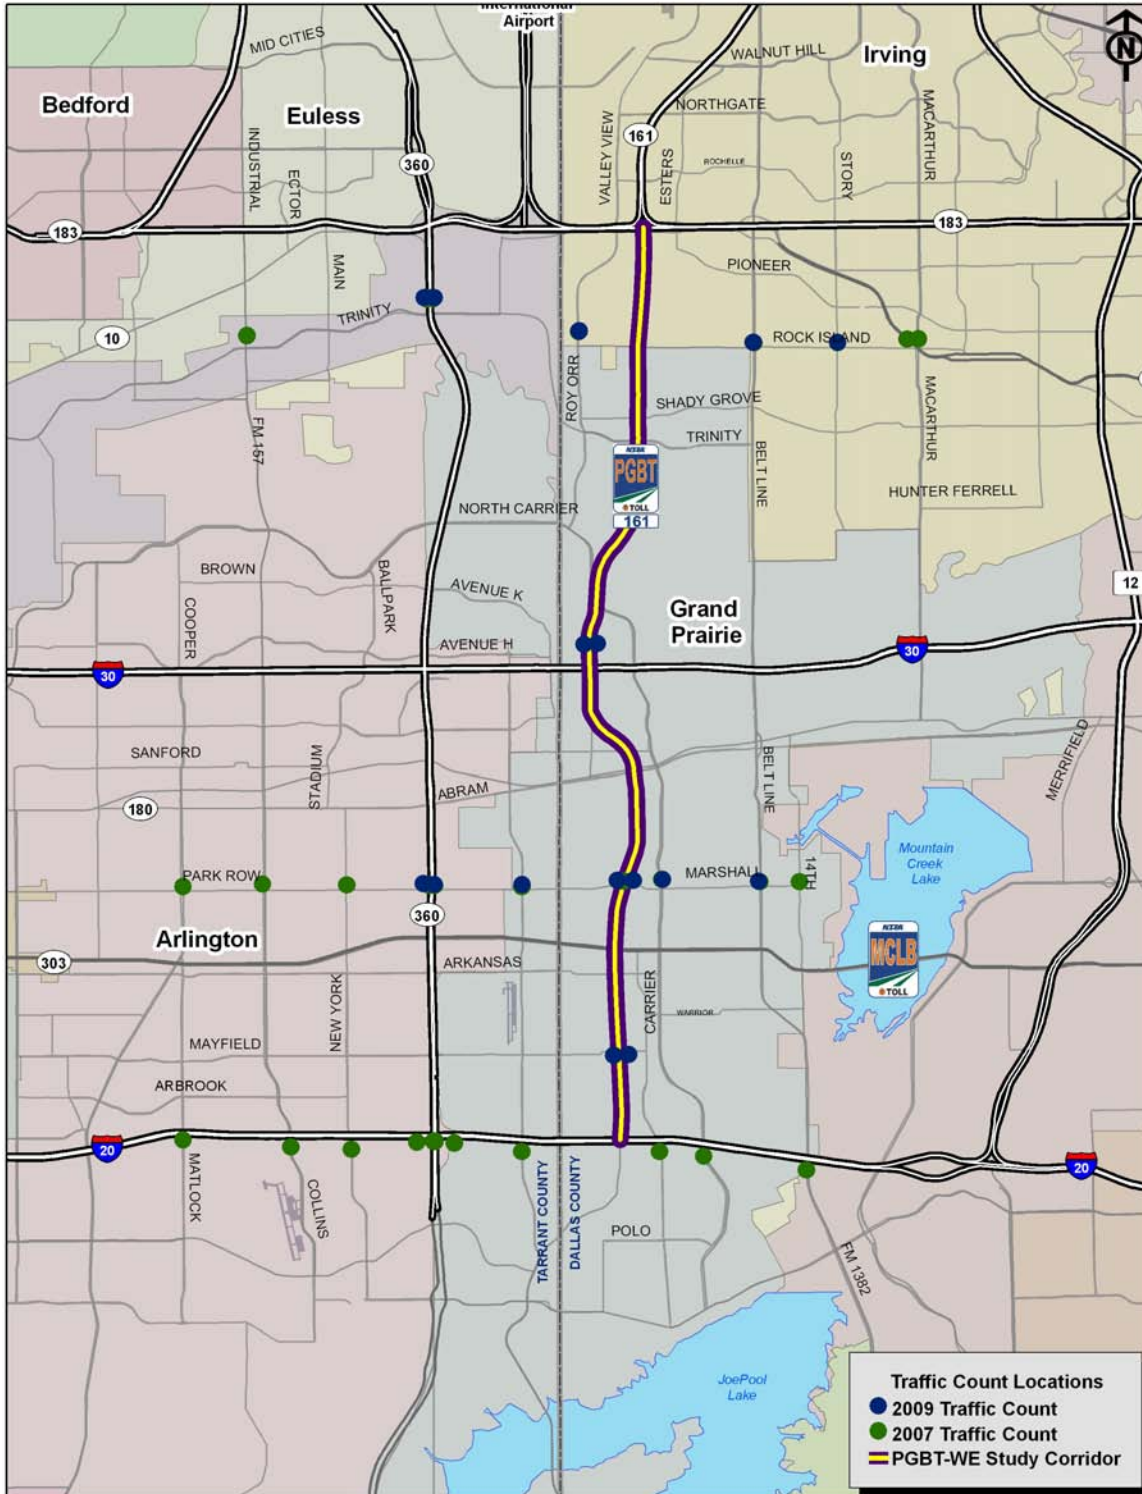 International
Airport
MID CITIES
WALNUT HILL
Irving
N
Bedford
Euless
NORTHGATE
MACARTHUR
161
VALLEY VIEW
ESTERS
INDUSTRIAL
360
ROCHELLE
STORY
ECTOR
183
183
MAIN
PIONEER
TRINITY
10
ROCK ISLAND
ROY ORR
MACARTHUR
SHADY GROVE
FM 157
TRINITY
BELT LINE
NTTA
PGBT
TOLL
161
HUNTER FERRELL
NORTH CARRIER
BROWN
BALLPARK
AVENUE K
12
COOPER
Grand
Prairie
AVENUE H
30
30
SANFORD
STADIUM
BELT LINE
MERRIFIELD
ABRAM
180
Mountain
Creek
Lake
PARK ROW
MARSHALL
14TH
360
Arlington
NTTA
MCLB
TOLL
303
ARKANSAS
NEW YORK
CARRIER
WARRIOR
MAYFIELD
ARBROOK
20
20
MATLOCK
COLLINS
TARRANT COUNTY
DALLAS COUNTY
POLO
FM 1382
JoePool
Lake
Traffic Count Locations
2009 Traffic Count
2007 Traffic Count
PGBT-WE Study Corridor